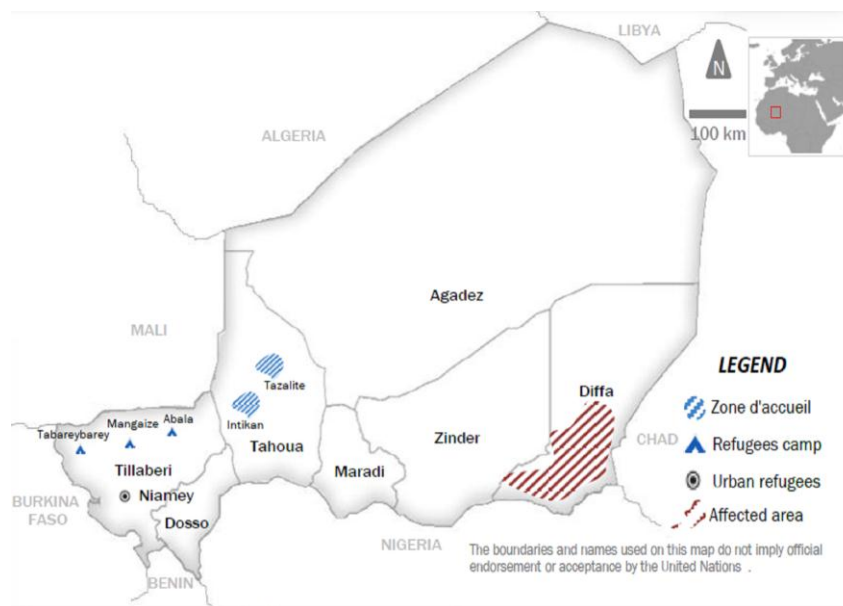 LIBYA
N
100 km
ALGERIA
Agadez
MALI
Tazalite
Intikan
Tahoua
Abala
Mangaize
Tabareybarey
Tillaberi
Niamey
Dosso
BURKINA
FASO
BENIN
Maradi
Zinder
Diffa
CHAD
NIGERIA
LEGEND
Zone d'accueil
Refugees camp
Urban refugees
Affected area
The boundaries and names used on this map do not imply official
endorsement or acceptance by the United Nations .